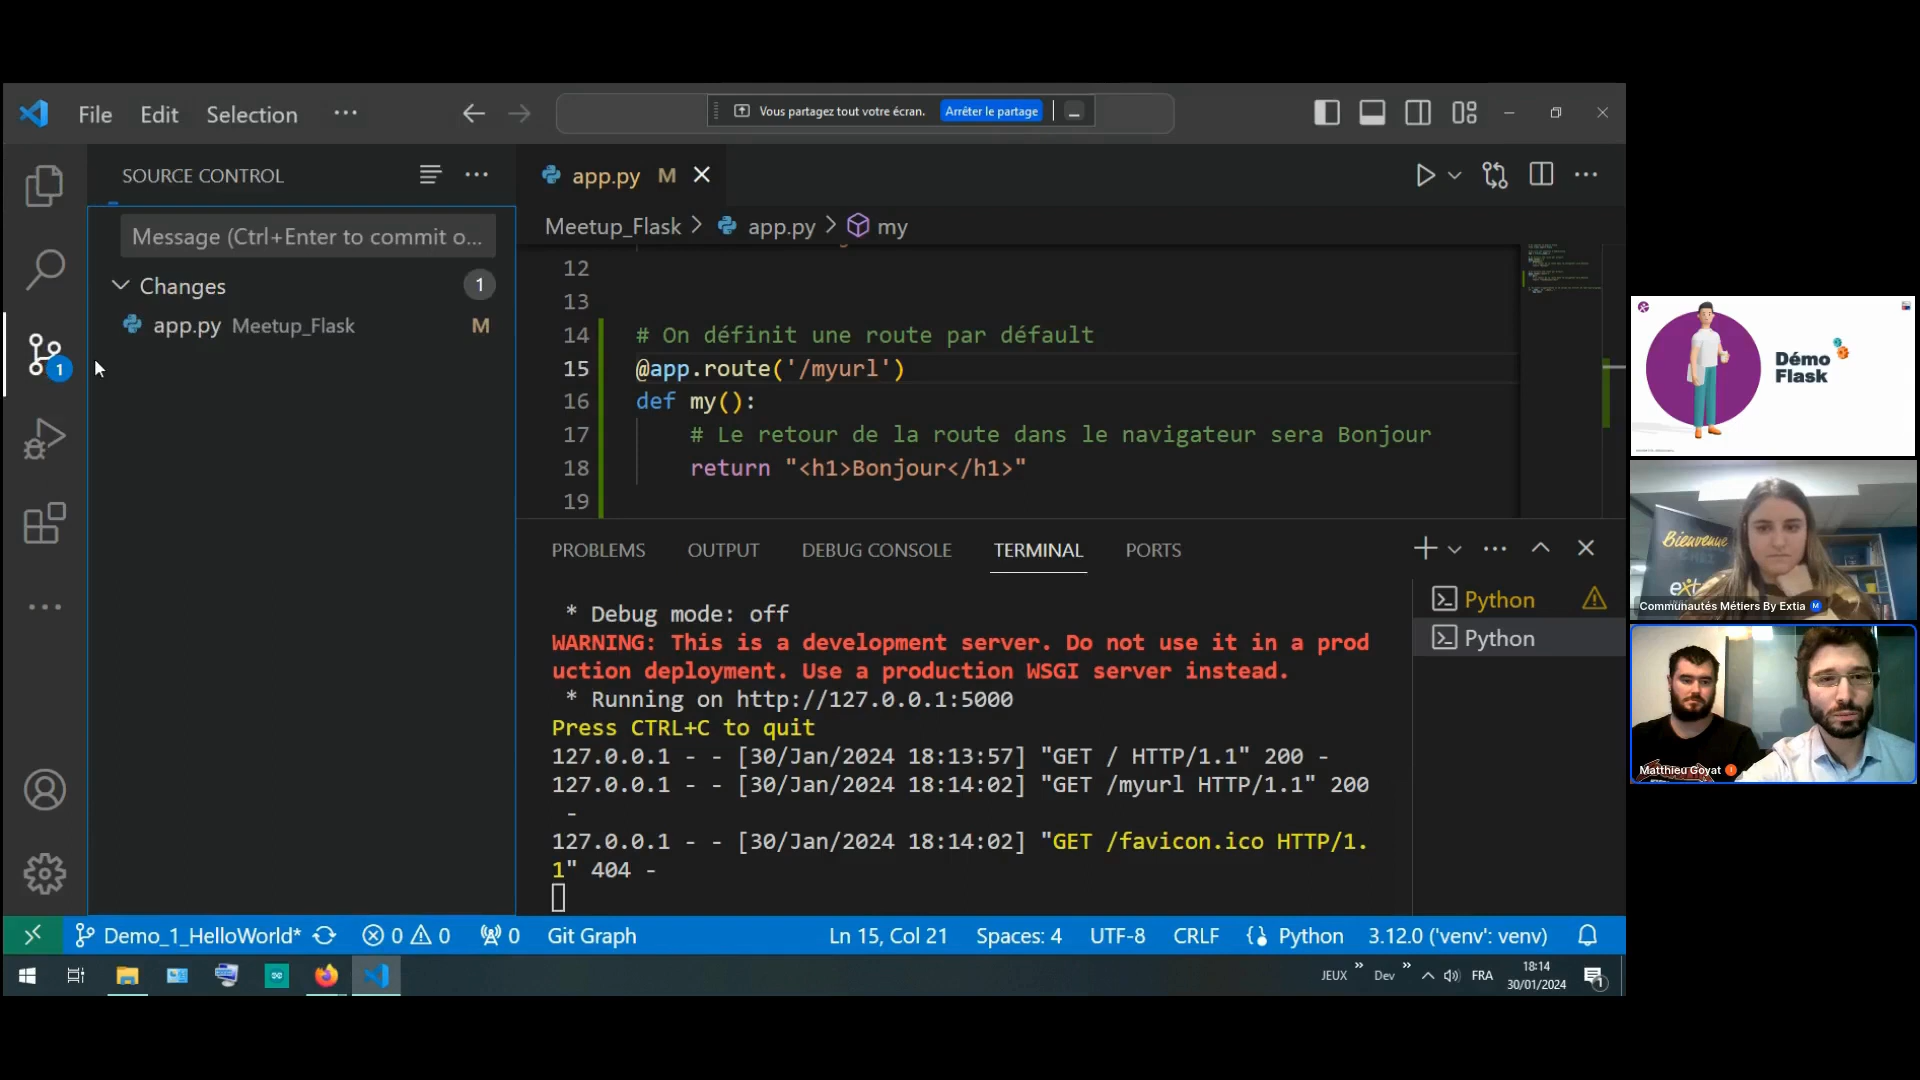 File Edit Selection ···
Vous partagez tout votre écran. Arrêter le partage
SOURCE CONTROL
Message (Ctrl+Enter to commit o...
Changes 1
app.py Meetup_Flask M
1
app.py M
Meetup_Flask > app.py > my
12
13
14 # On définit une route par défault
15 @app.route('/myurl')
16 def my():
17 # Le retour de la route dans le navigateur sera Bonjour
18 return "<h1>Bonjour</h1>"
19
PROBLEMS OUTPUT DEBUG CONSOLE TERMINAL PORTS
* Debug mode: off
WARNING: This is a development server. Do not use it in a prod
uction deployment. Use a production WSGI server instead.
* Running on http://127.0.0.1:5000
Press CTRL+C to quit
127.0.0.1 - - [30/Jan/2024 18:13:57] "GET / HTTP/1.1" 200 -
127.0.0.1 - - [30/Jan/2024 18:14:02] "GET /myurl HTTP/1.1" 200
-
127.0.0.1 - - [30/Jan/2024 18:14:02] "GET /favicon.ico HTTP/1.
1" 404 -
Python
Python
Demo_1_HelloWorld* 0 0 0 Git Graph Ln 15, Col 21 Spaces: 4 UTF-8 CRLF Python 3.12.0 ('venv': venv)
JEUX Dev FRA 18:14
30/01/2024
1
Démo
Flask
Bienvenue
Communautés Métiers By Extia M
Matthieu Goyat